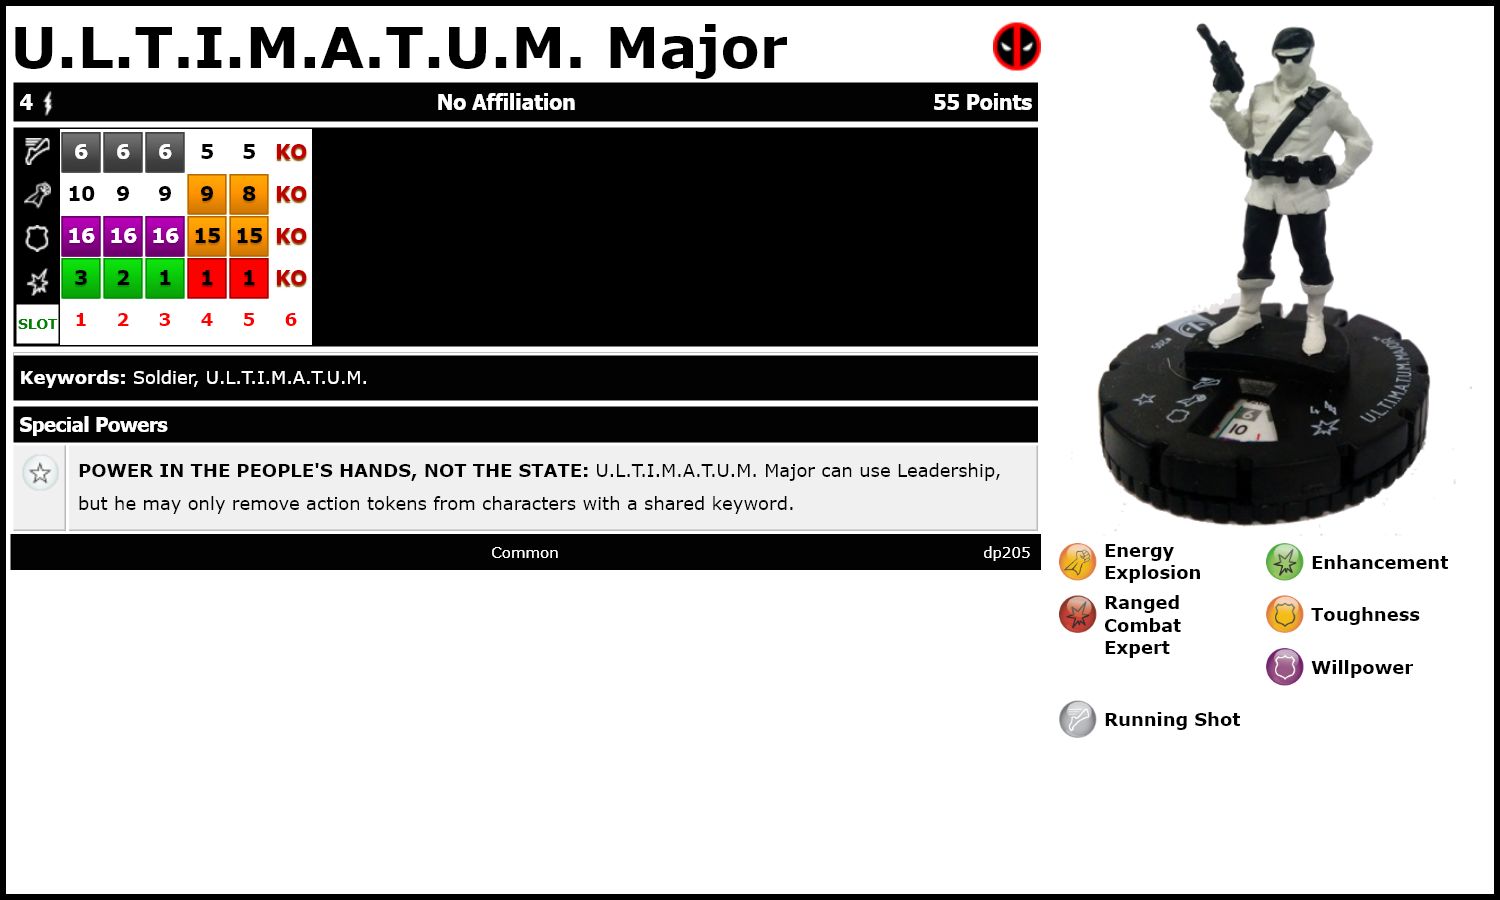 U.L.T.I.M.A.T.U.M. Major
4 No Affiliation 55 Points
6 6 6 5 5 KO
10 9 9 9 8 KO
16 16 16 15 15 KO
3 2 1 1 1 KO
SLOT 1 2 3 4 5 6
Keywords: Soldier, U.L.T.I.M.A.T.U.M.
Special Powers
POWER IN THE PEOPLE'S HANDS, NOT THE STATE: U.L.T.I.M.A.T.U.M. Major can use Leadership,
but he may only remove action tokens from characters with a shared keyword.
Common dp205
U.L.T.I.M.A.T.U.M. MAJOR™
6
10
Energy
Explosion
Enhancement
Ranged
Combat
Expert
Toughness
Willpower
Running Shot